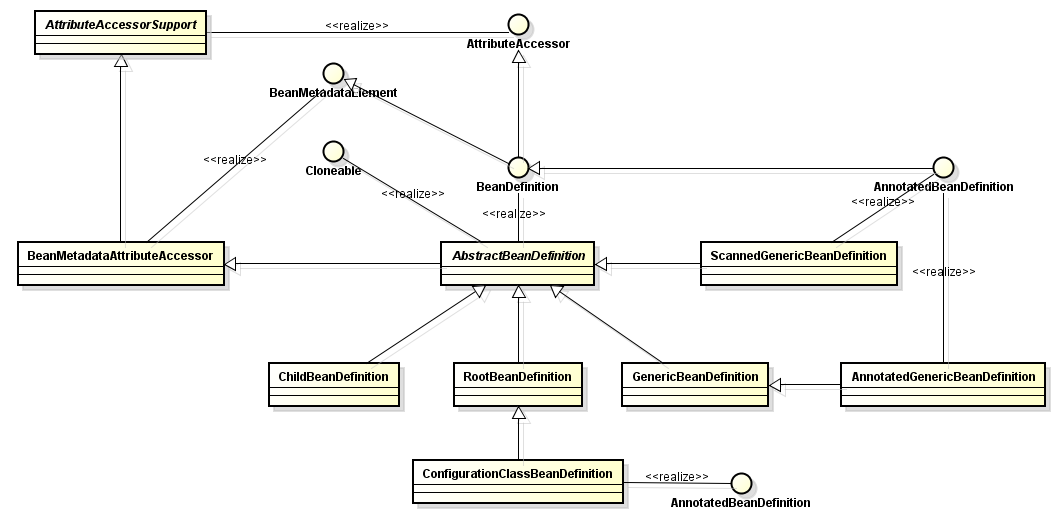 AttributeAccessorSupport
<<realize>>
AttributeAccessor
BeanMetadataElement
<<realize>>
Cloneable
<<realize>>
BeanDefinition
<<realize>>
AnnotatedBeanDefinition
<<realize>>
BeanMetadataAttributeAccessor
AbstractBeanDefinition
ScannedGenericBeanDefinition
<<realize>>
ChildBeanDefinition
RootBeanDefinition
GenericBeanDefinition
AnnotatedGenericBeanDefinition
ConfigurationClassBeanDefinition
<<realize>>
AnnotatedBeanDefinition